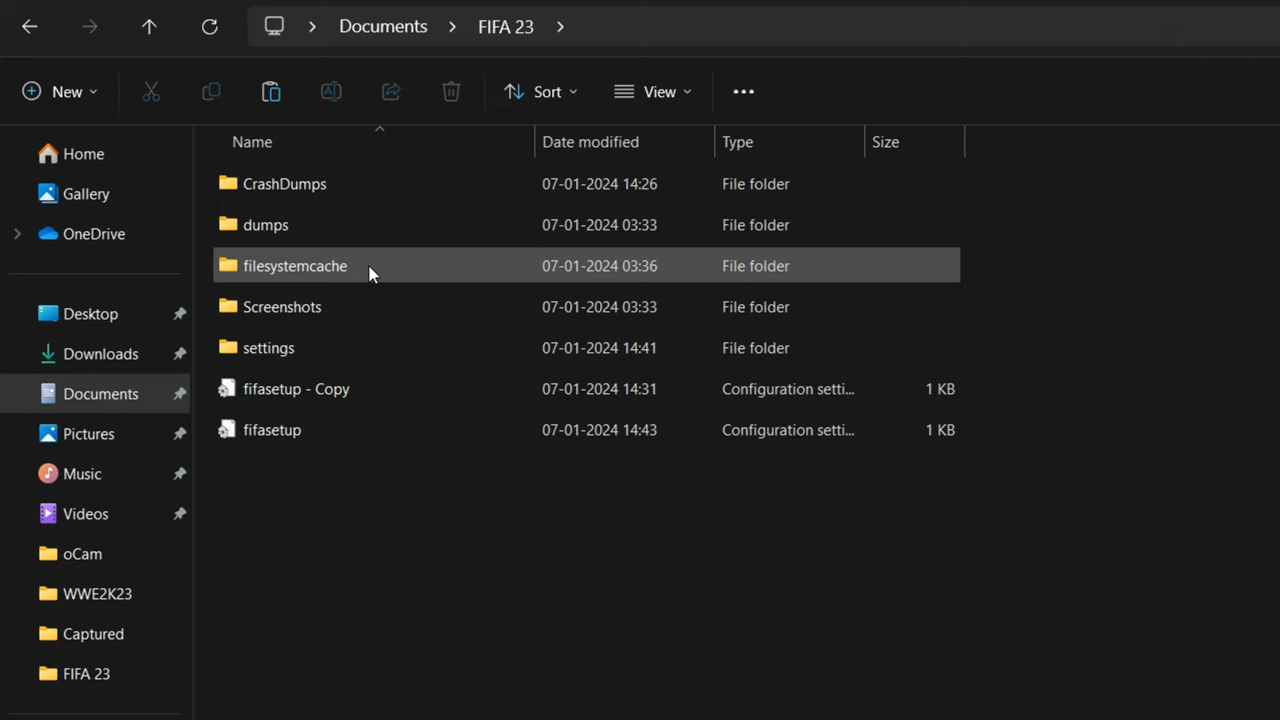 Documents FIFA 23
New Sort View
Name Date modified Type Size
Home
Gallery
OneDrive
Desktop
Downloads
Documents
Pictures
Music
Videos
oCam
WWE2K23
Captured
FIFA 23
CrashDumps 07-01-2024 14:26 File folder
dumps 07-01-2024 03:33 File folder
filesystemcache 07-01-2024 03:36 File folder
Screenshots 07-01-2024 03:33 File folder
settings 07-01-2024 14:41 File folder
fifasetup - Copy 07-01-2024 14:31 Configuration setti... 1 KB
fifasetup 07-01-2024 14:43 Configuration setti... 1 KB